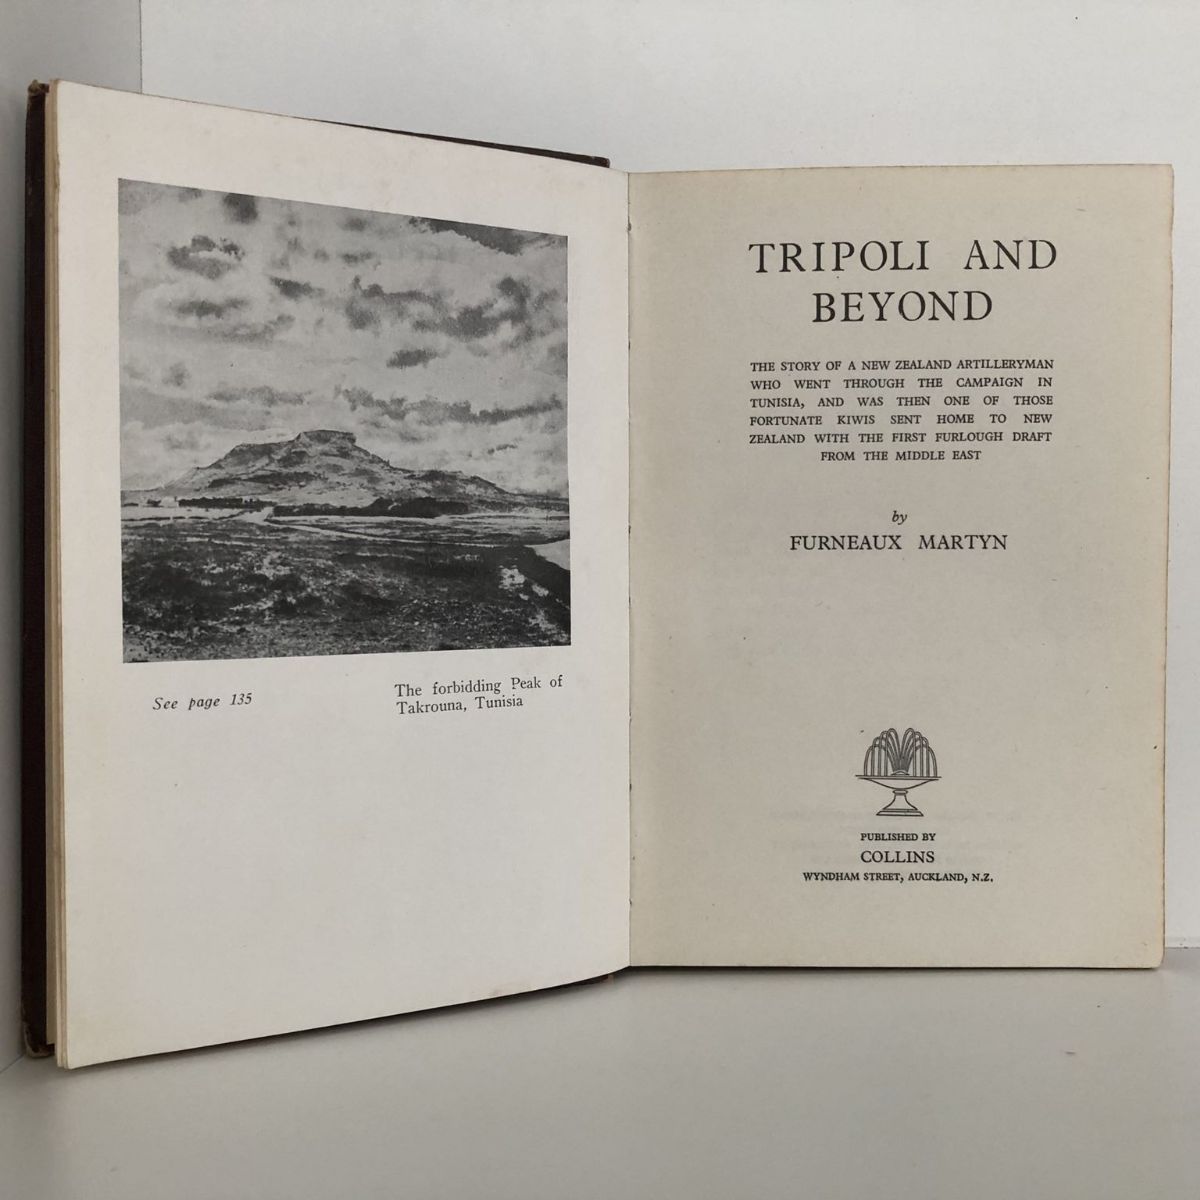 See page 135
The forbidding Peak of
Takrouna, Tunisia
TRIPOLI AND
BEYOND
THE STORY OF A NEW ZEALAND ARTILLERYMAN
WHO WENT THROUGH THE CAMPAIGN IN
TUNISIA, AND WAS THEN ONE OF THOSE
FORTUNATE KIWIS SENT HOME TO NEW
ZEALAND WITH THE FIRST FURLOUGH DRAFT
FROM THE MIDDLE EAST
by
FURNEAUX MARTYN
PUBLISHED BY
COLLINS
WYNDHAM STREET, AUCKLAND, N.Z.